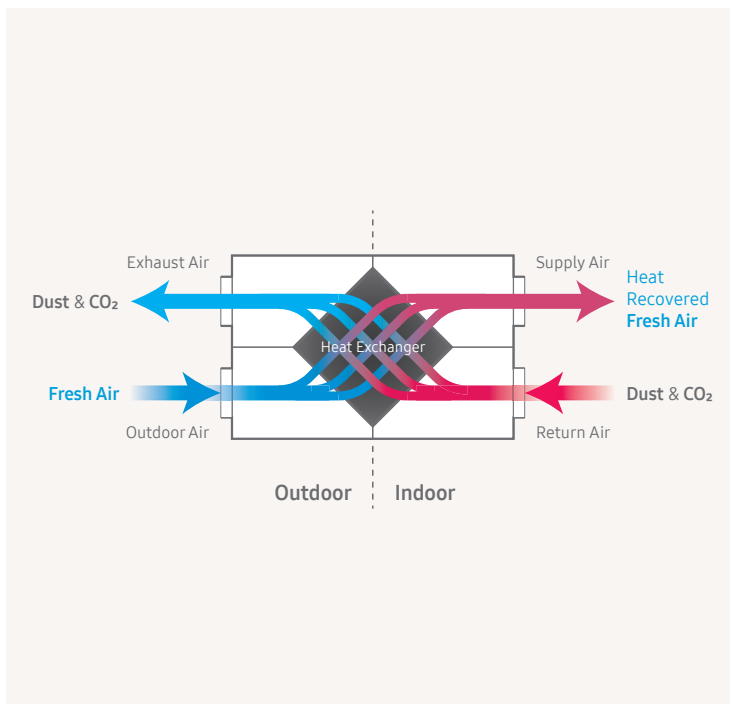 Exhaust Air
Supply Air
Dust & CO₂
Heat
Recovered
Fresh Air
Heat Exchanger
Fresh Air
Dust & CO₂
Outdoor Air
Return Air
Outdoor
Indoor